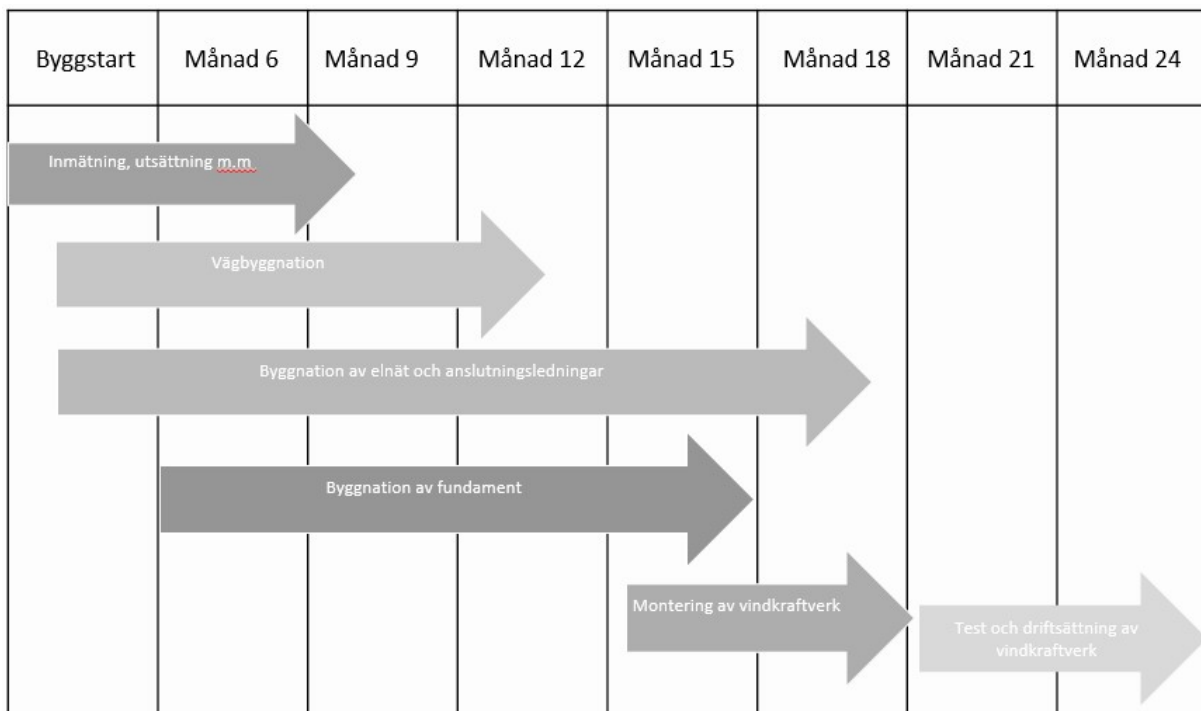 Byggstart Månad 6 Månad 9 Månad 12 Månad 15 Månad 18 Månad 21 Månad 24
Inmätning, utsättning m.m
Vägbyggnation
Byggnation av elnät och anslutningsledningar
Byggnation av fundament
Montering av vindkraftverk
Test och driftsättning av
vindkraftverk